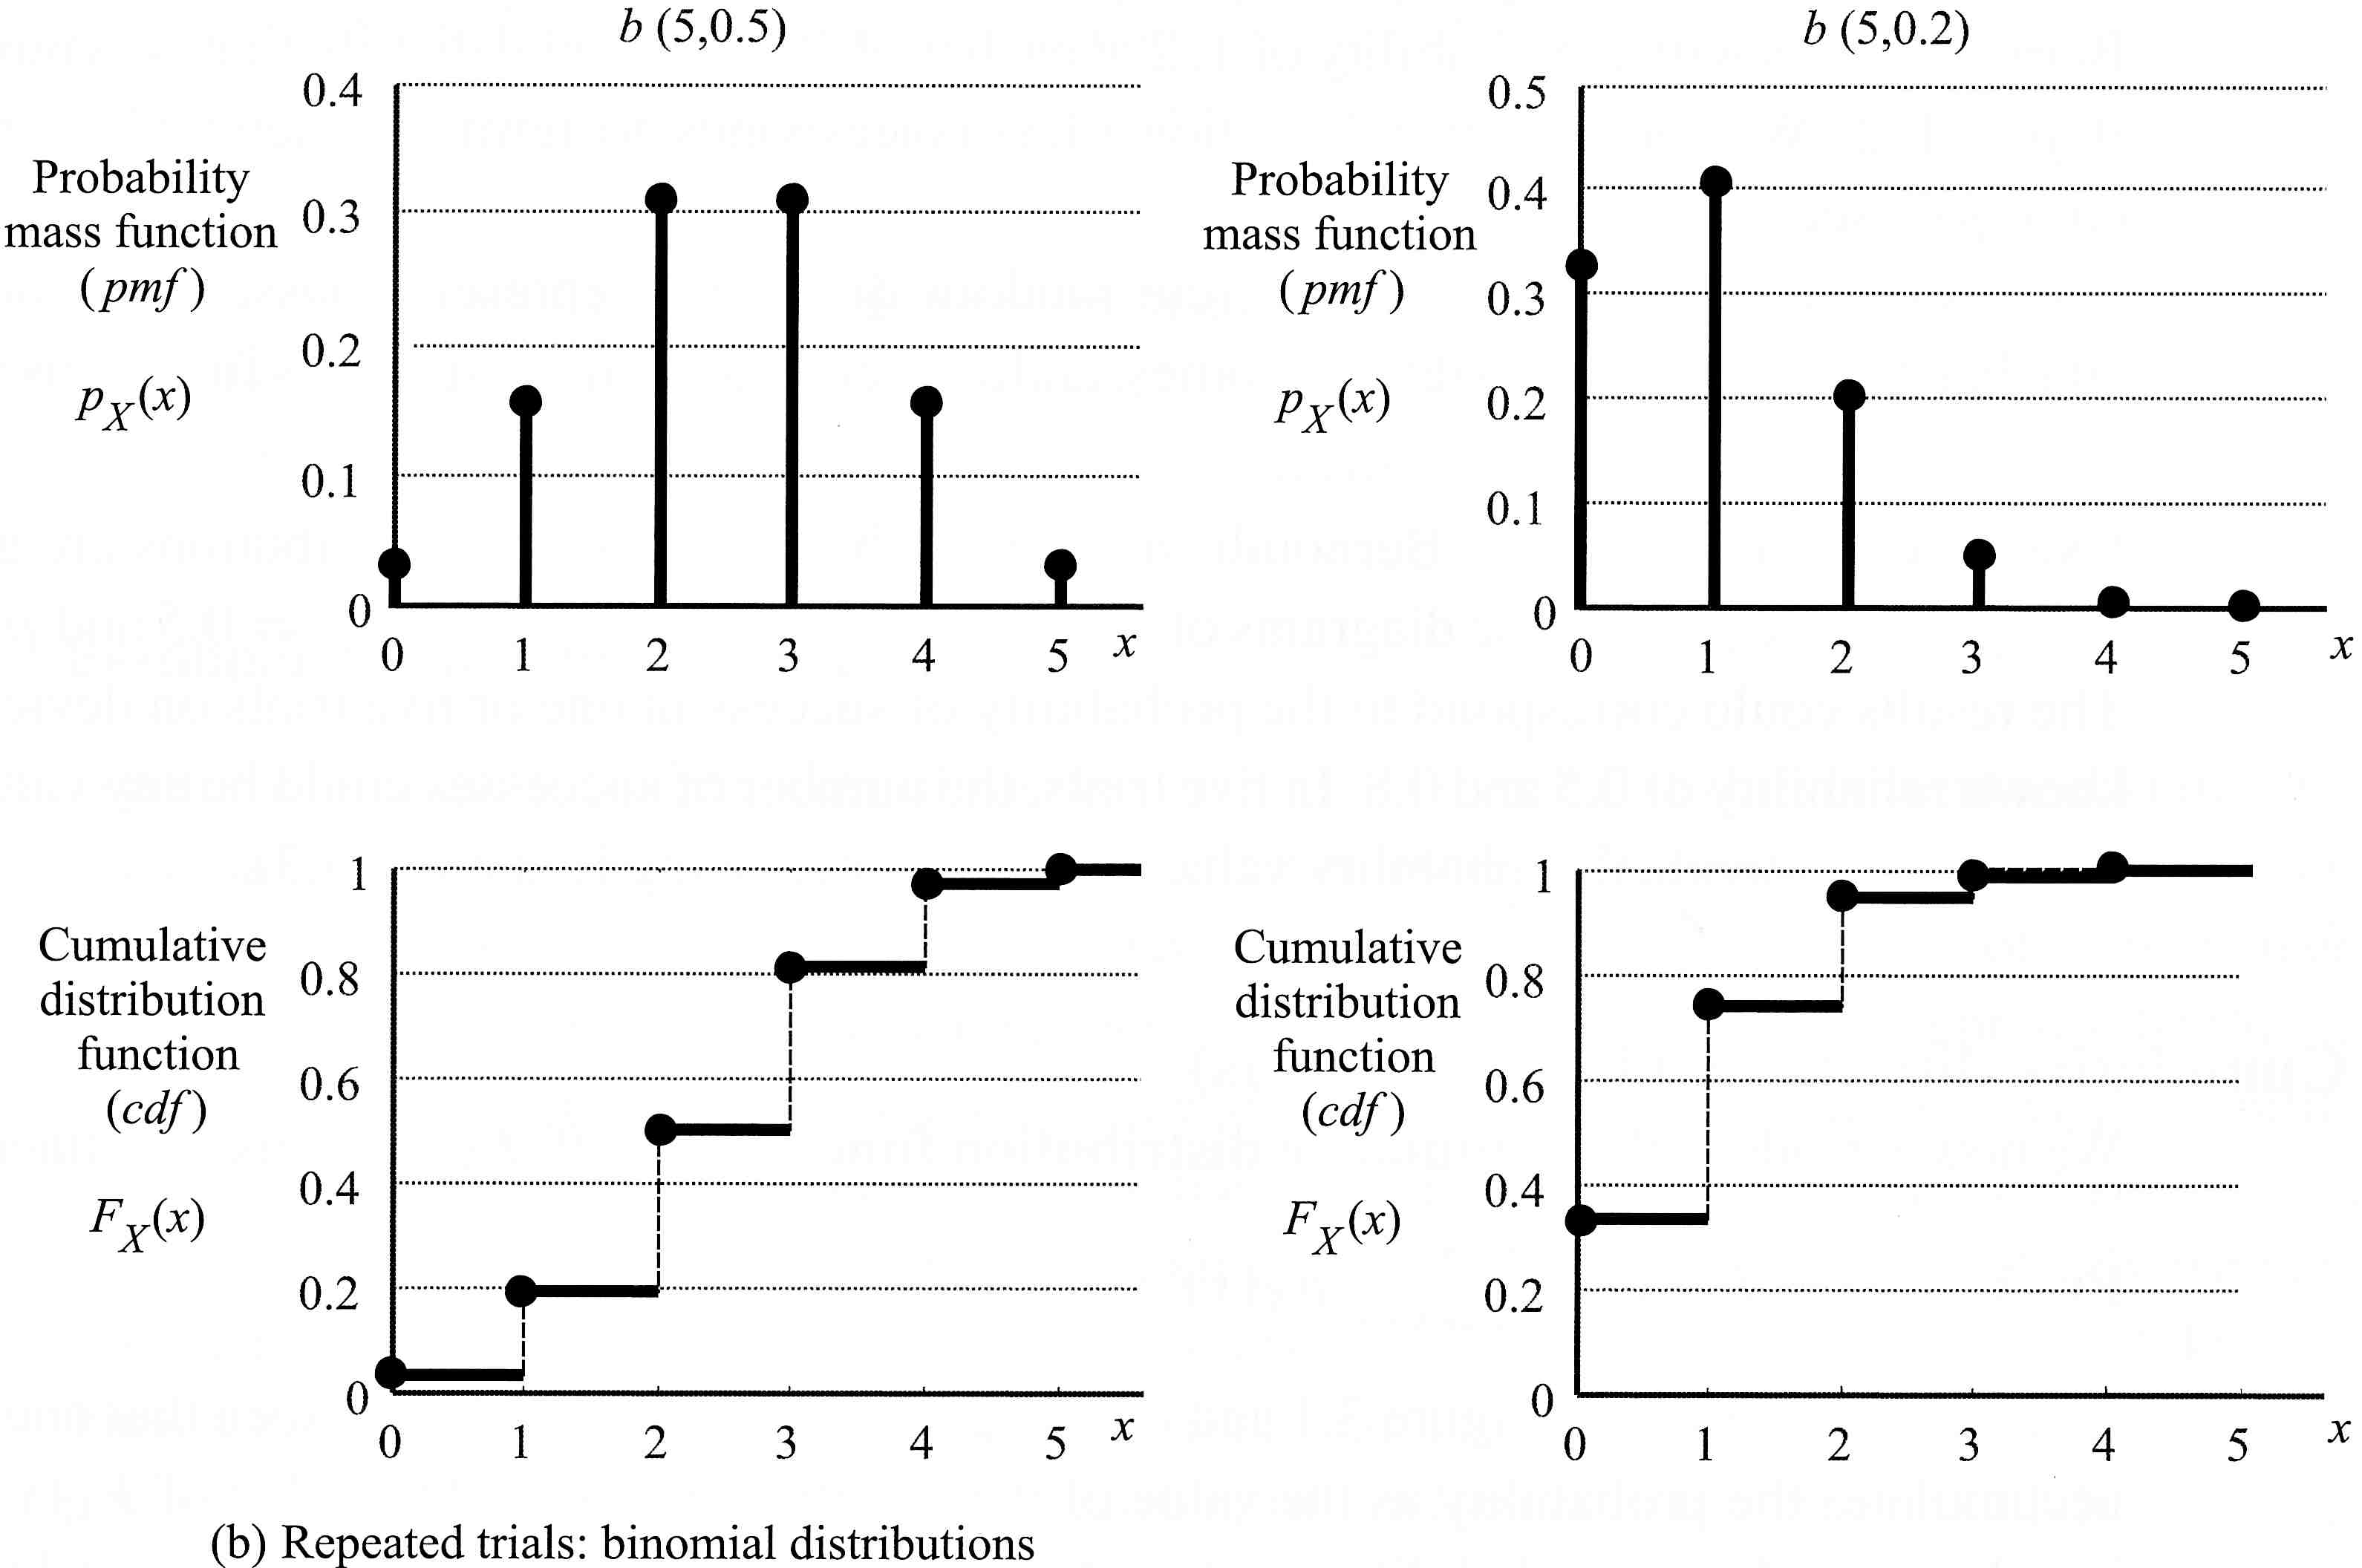 b (5,0.5)
0.4
0.3
0.2
0.1
0
Probability
mass function
(pmf)
pX(x)
0 1 2 3 4 5 x
b (5,0.2)
0.5
0.4
0.3
0.2
0.1
0
Probability
mass function
(pmf)
pX(x)
0 1 2 3 4 5 x
1
0.8
0.6
0.4
0.2
0
Cumulative
distribution
function
(cdf)
FX(x)
0 1 2 3 4 5 x
1
0.8
0.6
0.4
0.2
0
Cumulative
distribution
function
(cdf)
FX(x)
0 1 2 3 4 5 x
(b) Repeated trials: binomial distributions